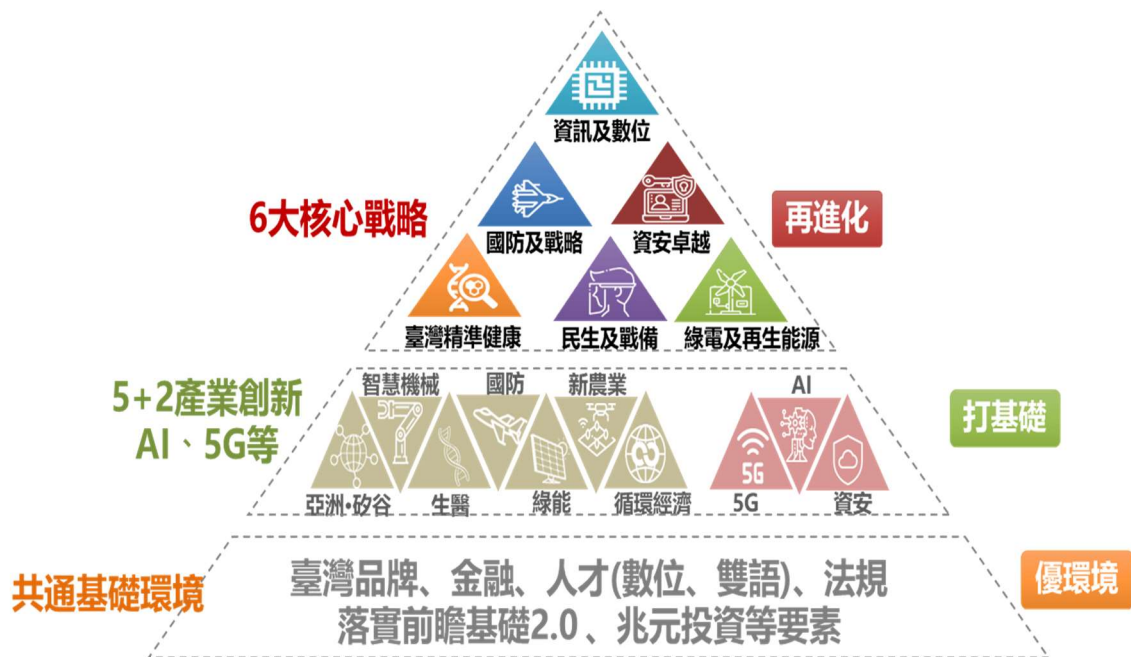 資訊及數位
6大核心戰略
國防及戰略
資安卓越
再進化
臺灣精準健康
民生及戰備
綠電及再生能源
5+2產業創新
AI、5G等
智慧機械
國防
新農業
AI
打基礎
5G
亞洲•矽谷
生醫
綠能
循環經濟
5G
資安
共通基礎環境
臺灣品牌、金融、人才(數位、雙語)、法規
落實前瞻基礎2.0、兆元投資等要素
優環境